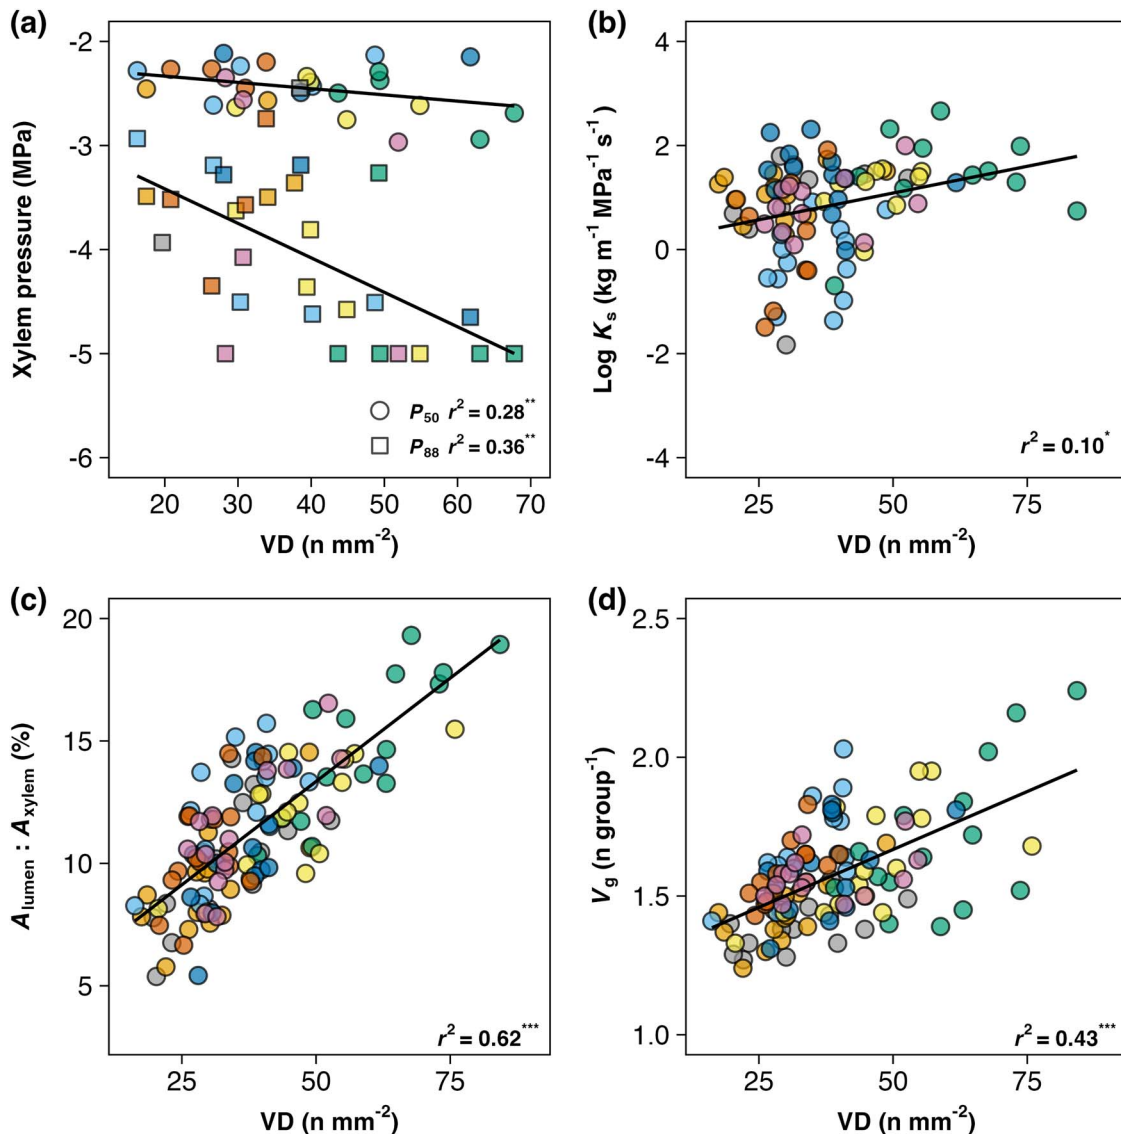 (a)
-2
-3
-4
-5
-6
Xylem pressure (MPa)
P50 r² = 0.28**
P88 r² = 0.36**
20 30 40 50 60 70
VD (n mm⁻²)
(b)
4
2
0
-2
-4
Log Ks (kg m⁻¹ MPa⁻¹ s⁻¹)
r² = 0.10*
25 50 75
VD (n mm⁻²)
(c)
20
15
10
5
Alumen : Axylem (%)
r² = 0.62***
25 50 75
VD (n mm⁻²)
(d)
2.5
2.0
1.5
1.0
Vg (n group⁻¹)
r² = 0.43***
25 50 75
VD (n mm⁻²)